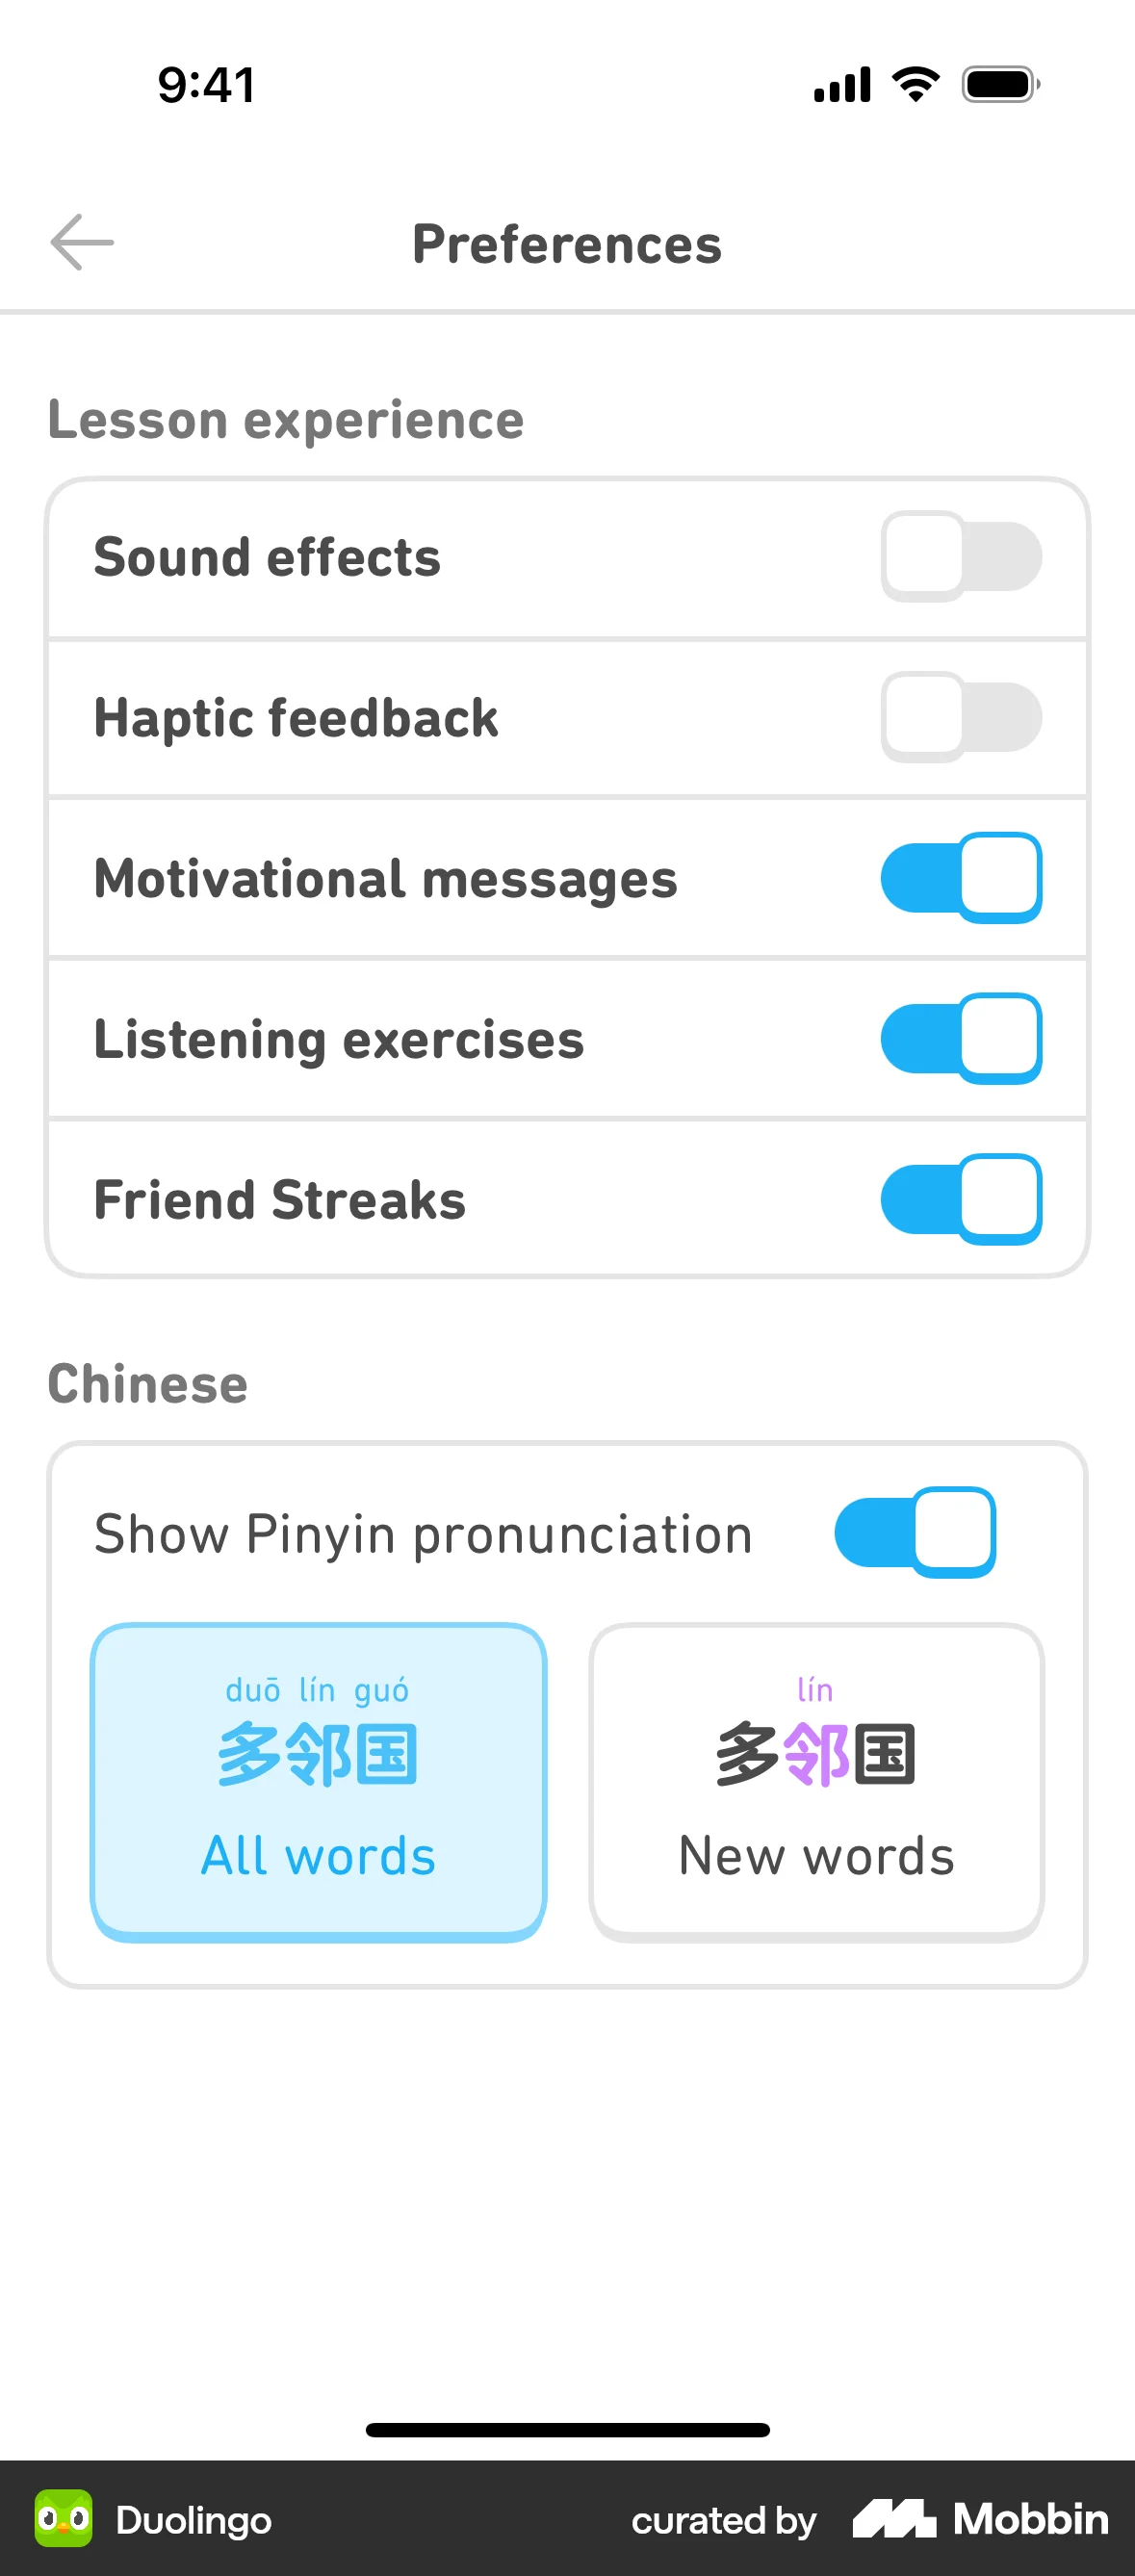 9:41
Preferences
Lesson experience
Sound effects
Haptic feedback
Motivational messages
Listening exercises
Friend Streaks
Chinese
Show Pinyin pronunciation
duō lín guó
多邻国
All words
lín
多邻国
New words
Duolingo
curated by Mobbin